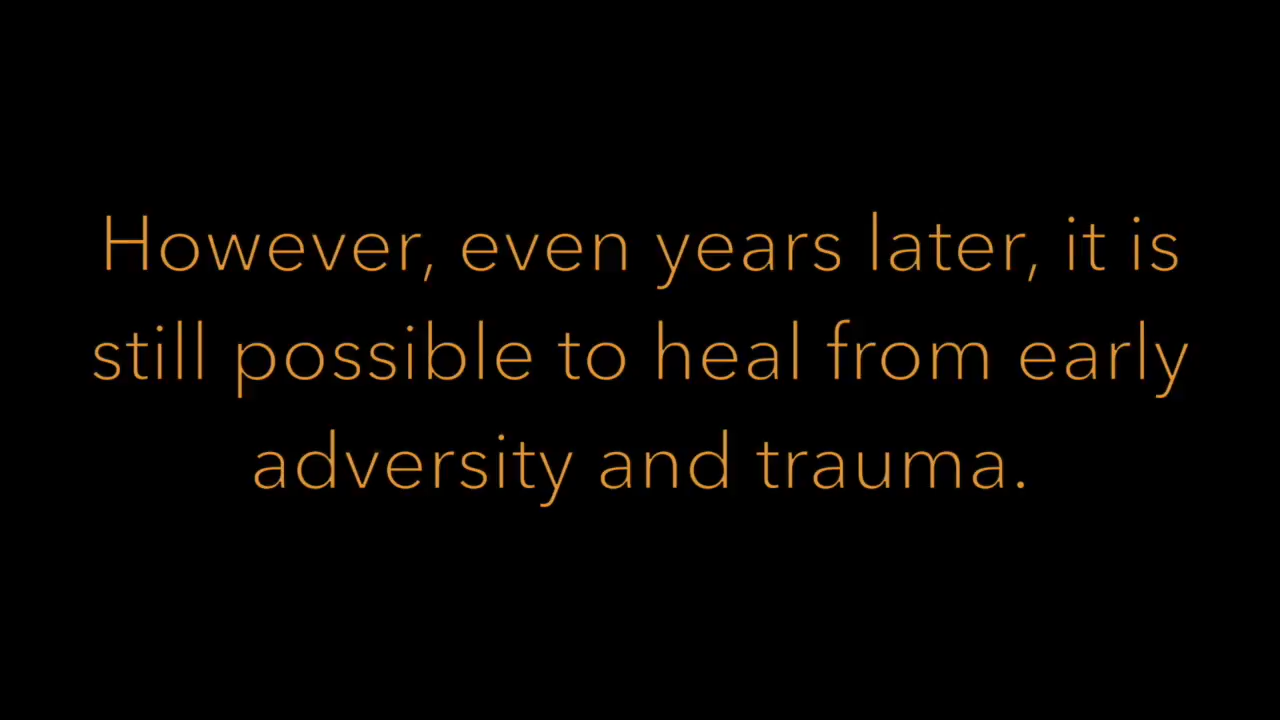 However, even years later, it is
still possible to heal from early
adversity and trauma.